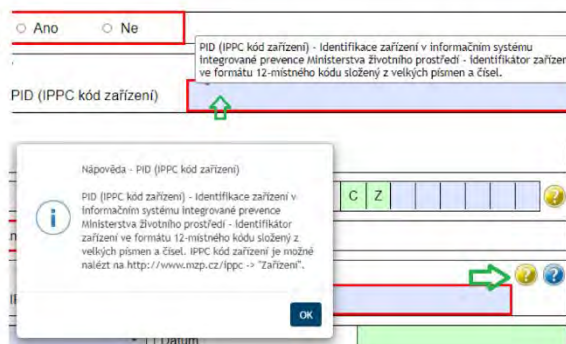 Ano Ne
PID (IPPC kód zařízení) - Identifikace zařízení v informačním systému
Integrované prevence Ministerstva životního prostředí - identifikátor zařízen
ve formátu 12-místného kódu složený z velkých písmen a čísel.
PID (IPPC kód zařízení)
Nápověda - PID (IPPC kód zařízení)
PID (IPPC kód zařízení) - Identifikace zařízení v
informačním systému Integrované prevence
Ministerstva životního prostředí - identifikátor
zařízení ve formátu 12-místného kódu složený z
velkých písmen a čísel. IPPC kód zařízení je možné
nalézt na http://www.mzp.cz/ippc -> "Zařízení".
OK
C Z
Datum